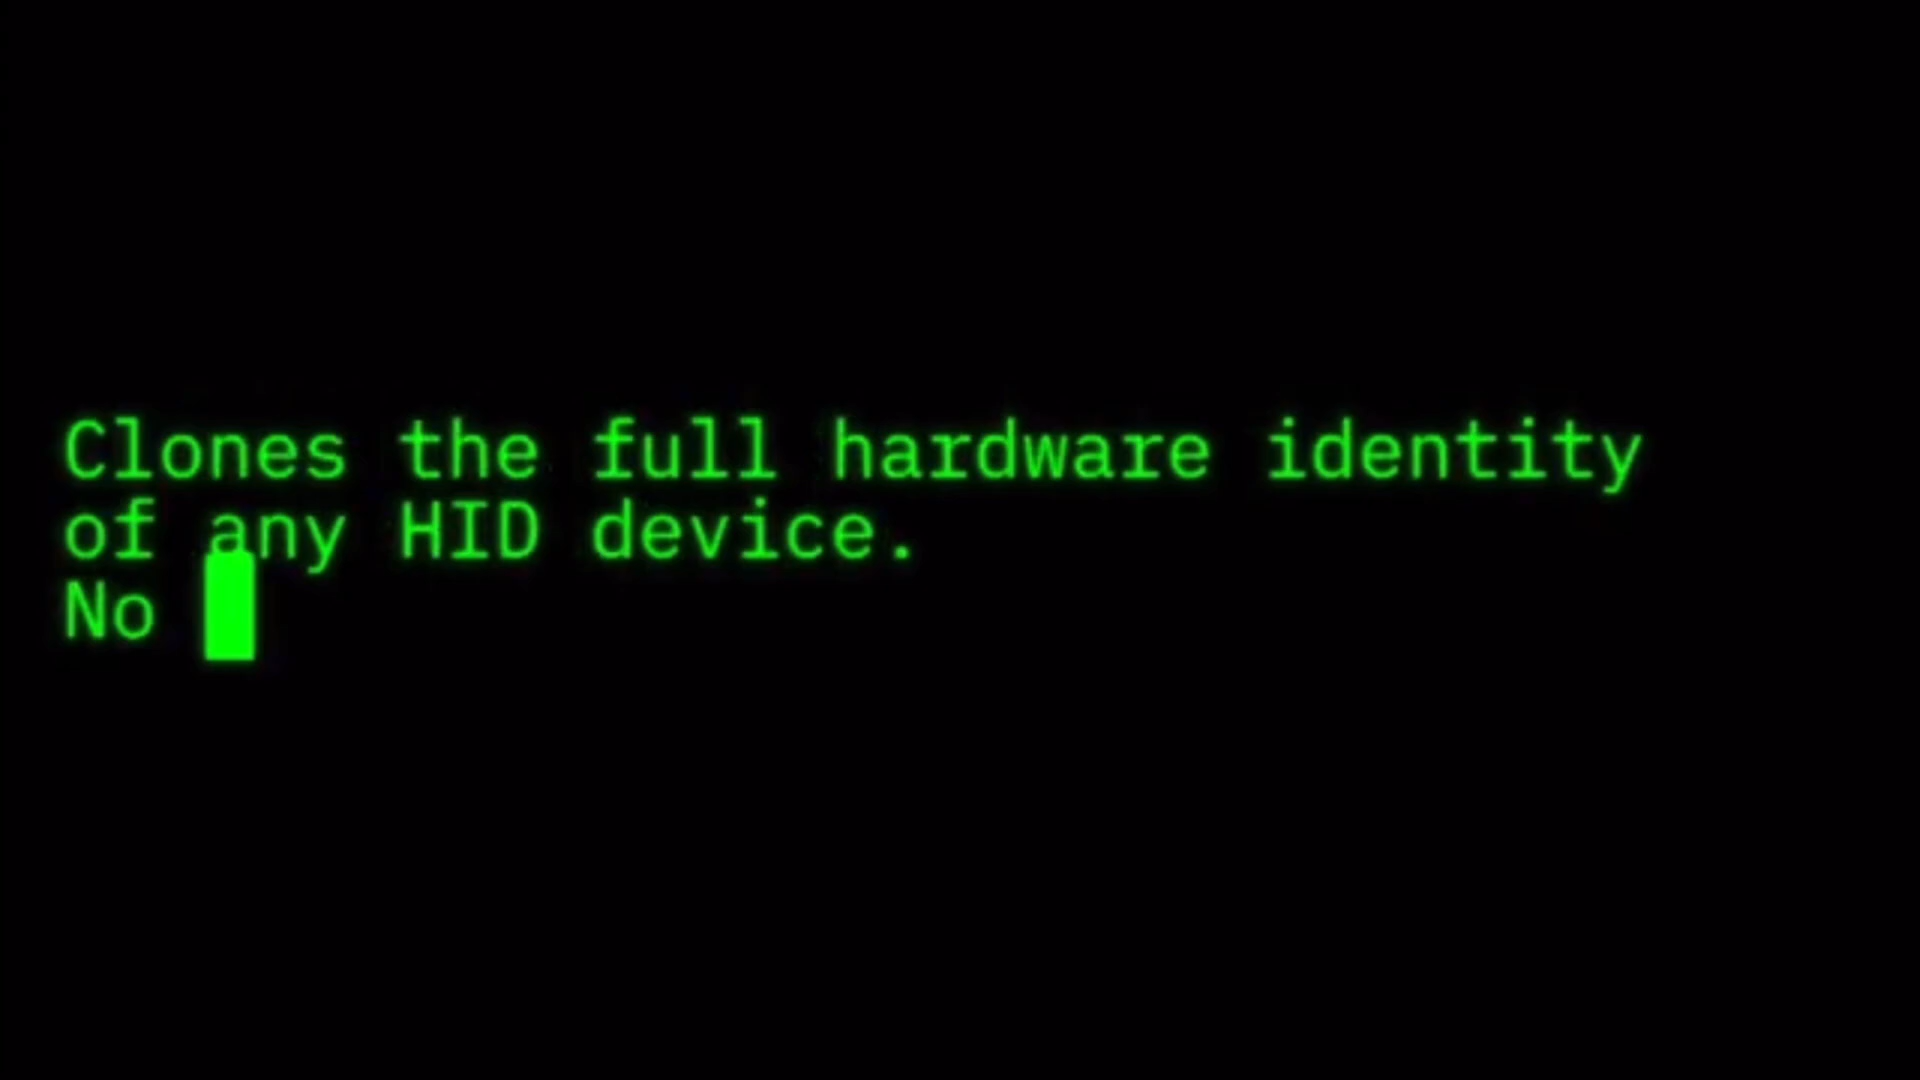 Clones the full hardware identity
of any HID device.
No